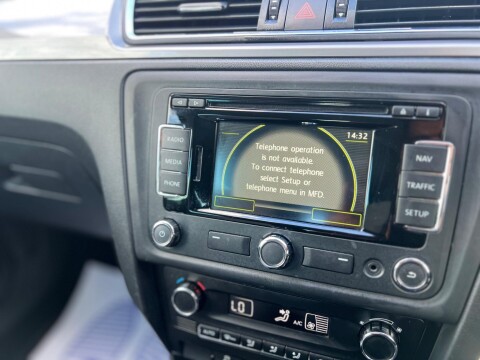 RADIO
MEDIA
PHONE
14:32
Telephone operation
is not available.
To connect telephone
select Setup or
telephone menu in MFD.
NAV
TRAFFIC
SETUP
LO
A/C
AUTO